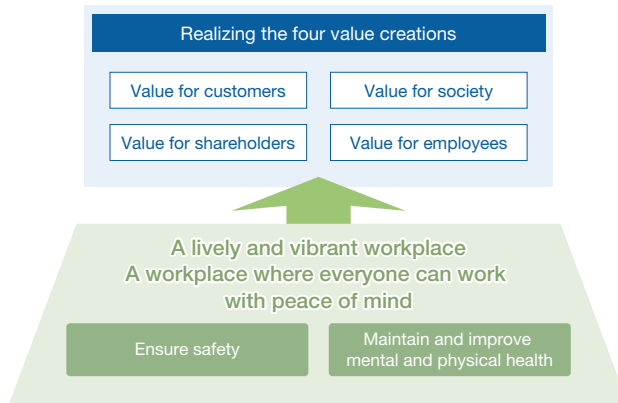 Realizing the four value creations
Value for customers
Value for society
Value for shareholders
Value for employees
A lively and vibrant workplace
A workplace where everyone can work
with peace of mind
Ensure safety
Maintain and improve
mental and physical health